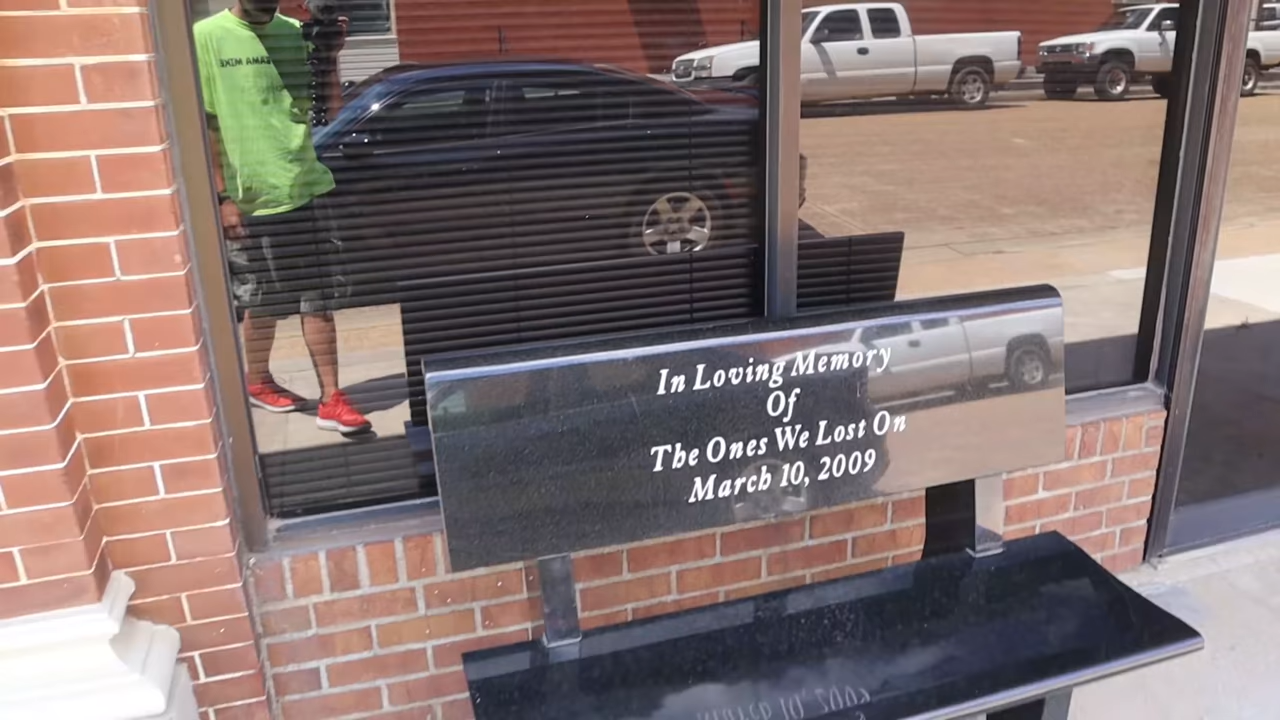 In Loving Memory
Of
The Ones We Lost On
March 10, 2009